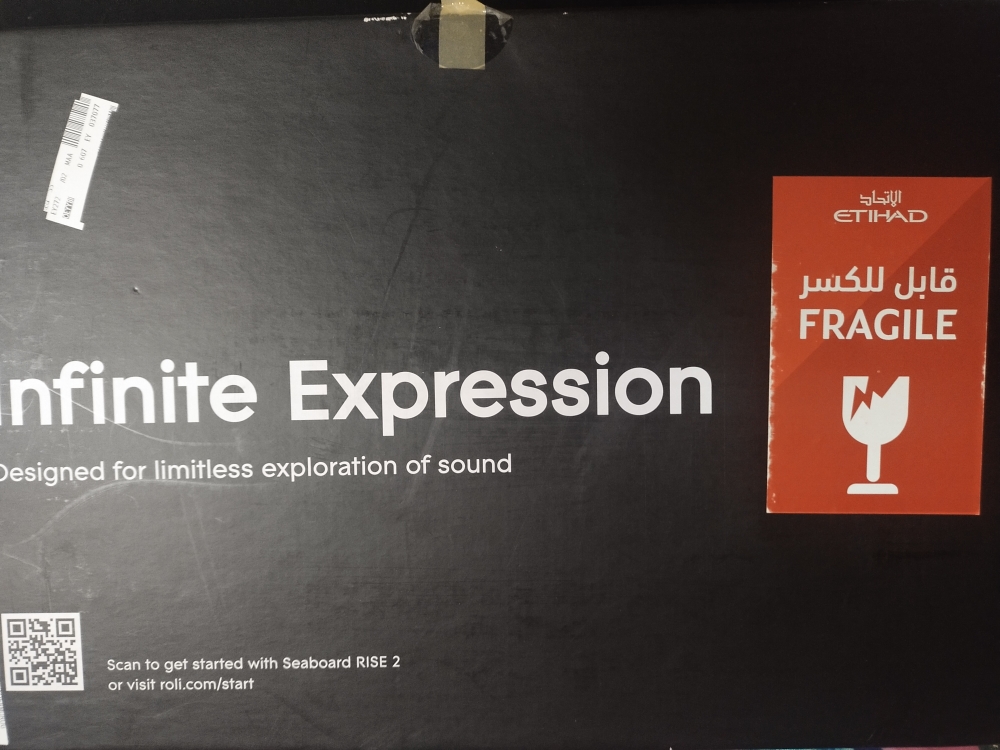 الاتحاد
ETIHAD
قابل للكسر
FRAGILE
nfinite Expression
Designed for limitless exploration of sound
Scan to get started with Seaboard RISE 2
or visit roli.com/start